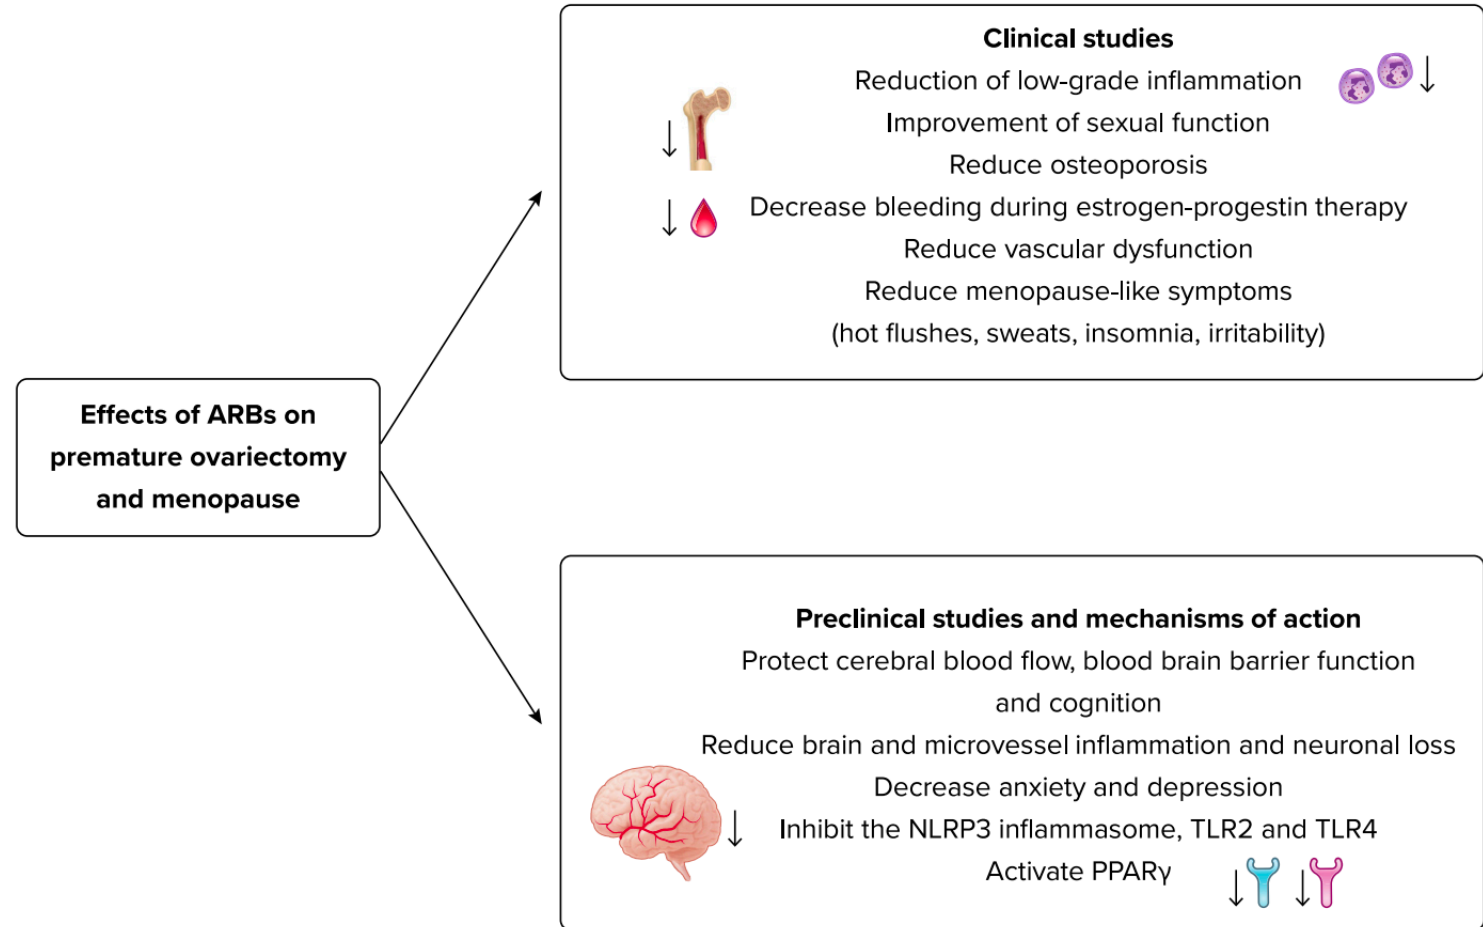 Clinical studies
Reduction of low-grade inflammation
Improvement of sexual function
Reduce osteoporosis
Decrease bleeding during estrogen-progestin therapy
Reduce vascular dysfunction
Reduce menopause-like symptoms
(hot flushes, sweats, insomnia, irritability)
Effects of ARBs on
premature ovariectomy
and menopause
Preclinical studies and mechanisms of action
Protect cerebral blood flow, blood brain barrier function
and cognition
Reduce brain and microvessel inflammation and neuronal loss
Decrease anxiety and depression
Inhibit the NLRP3 inflammasome, TLR2 and TLR4
Activate PPARγ